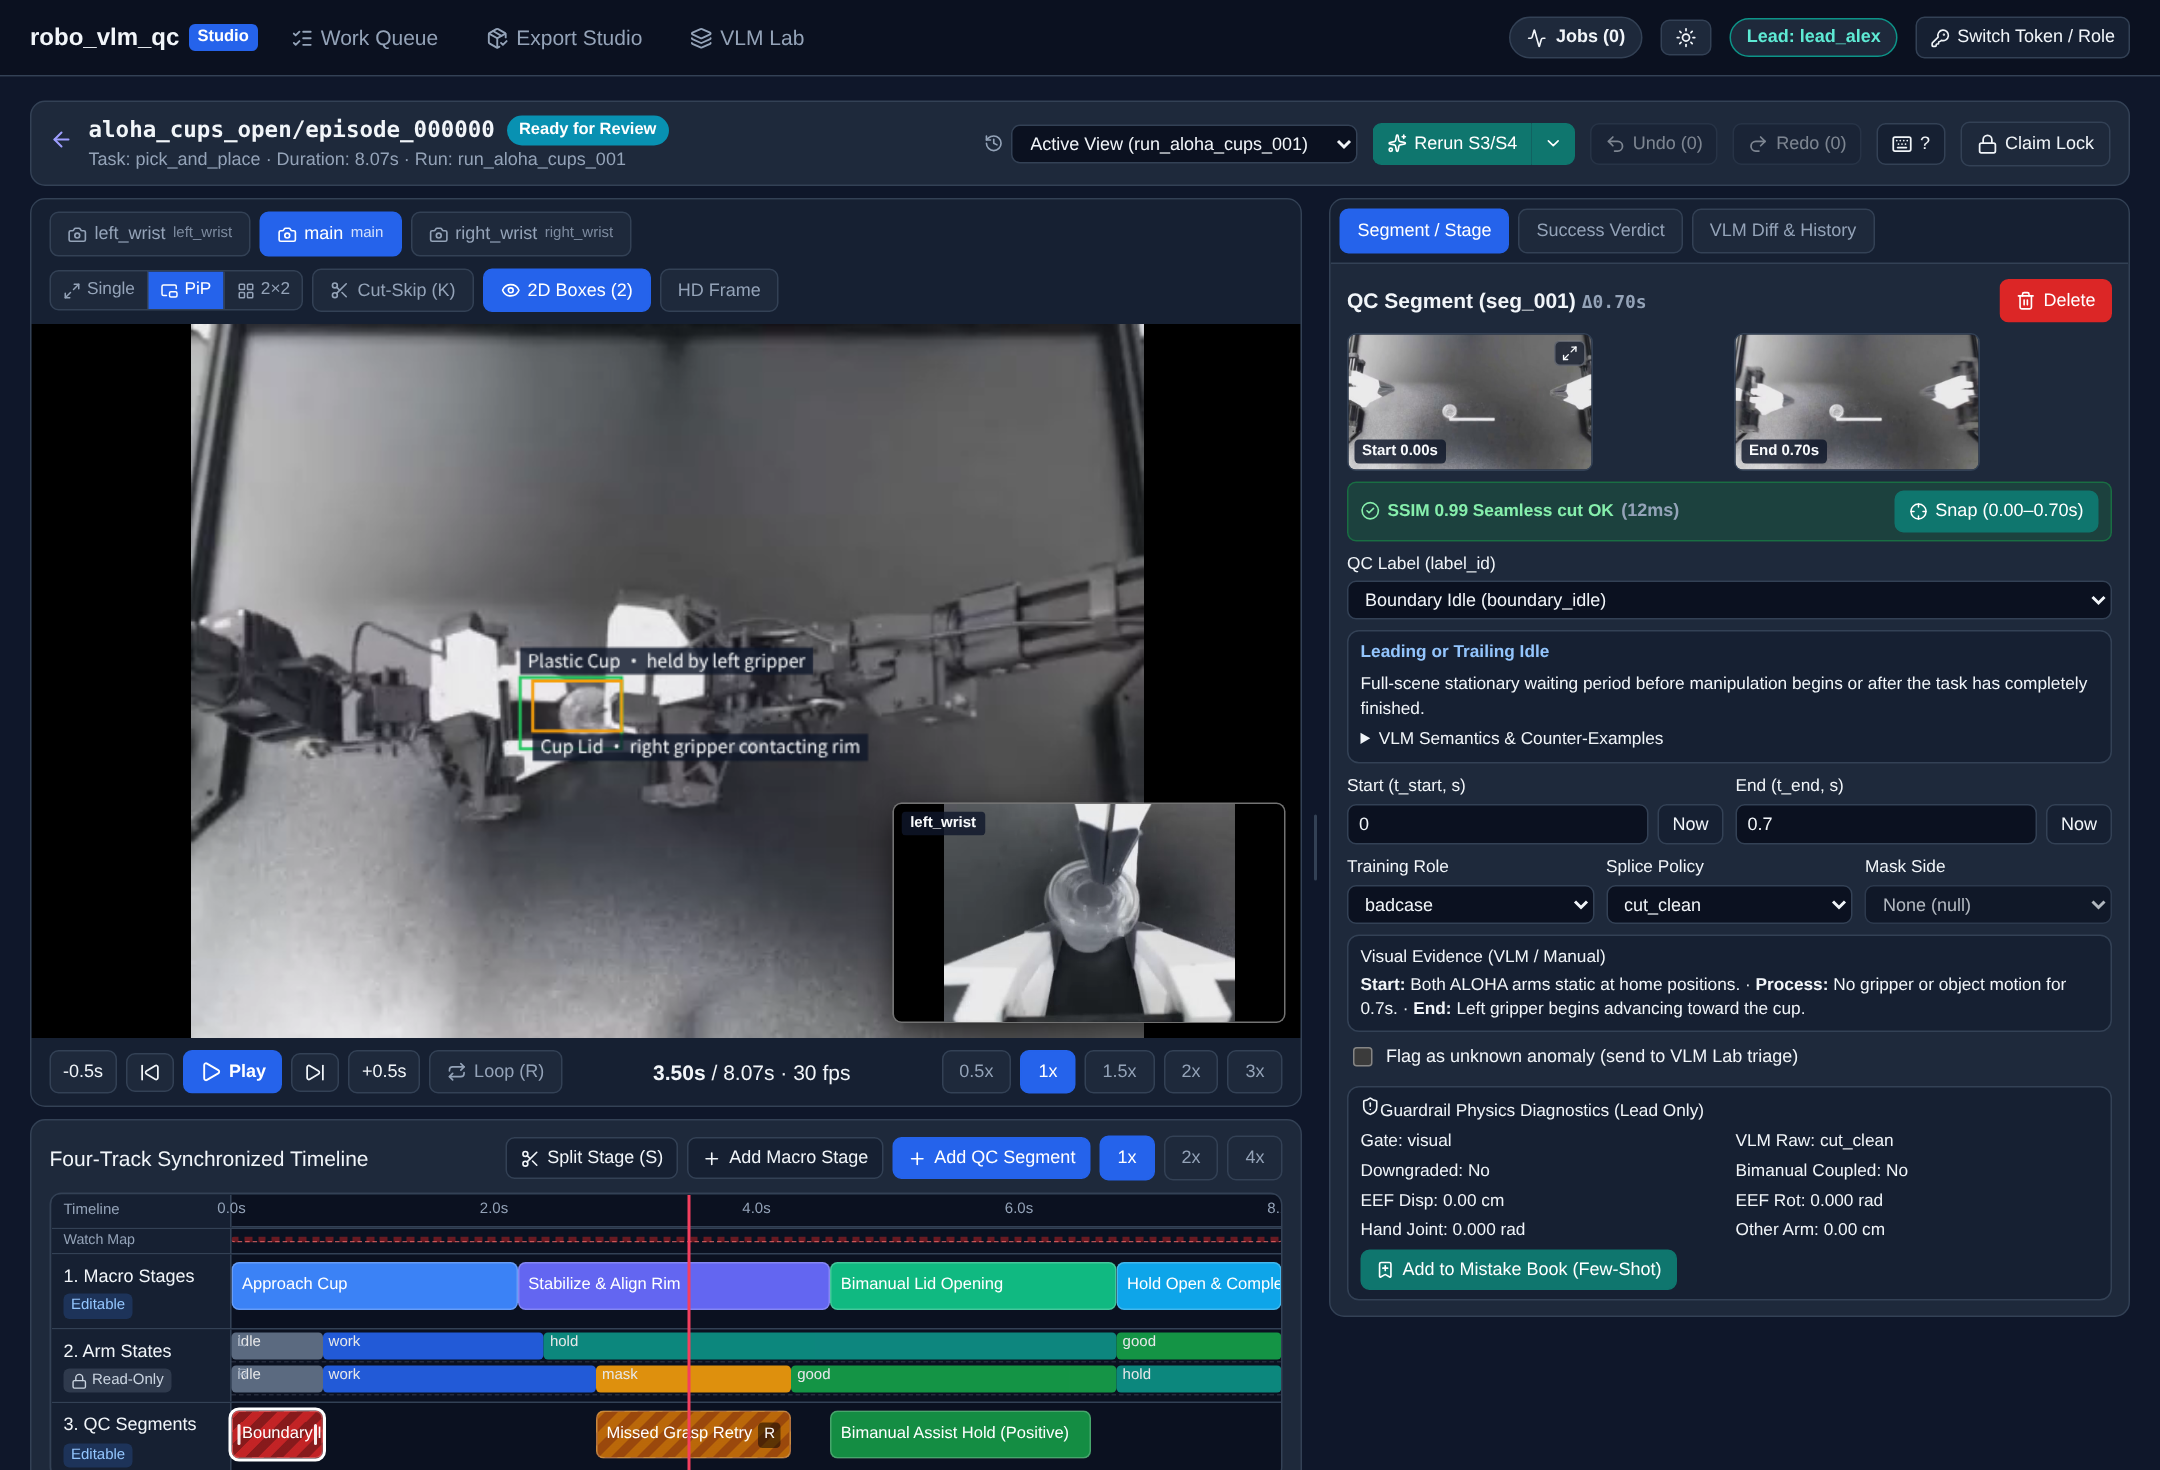 robo_vlm_qc Studio Work Queue Export Studio VLM Lab Jobs (0) Lead: lead_alex Switch Token / Role
aloha_cups_open/episode_000000 Ready for Review
Task: pick_and_place · Duration: 8.07s · Run: run_aloha_cups_001
Active View (run_aloha_cups_001) Rerun S3/S4 Undo (0) Redo (0) ? Claim Lock
left_wrist left_wrist main main right_wrist right_wrist
Single PiP 2×2 Cut-Skip (K) 2D Boxes (2) HD Frame
Plastic Cup · held by left gripper
Cup Lid · right gripper contacting rim
left_wrist
-0.5s Play +0.5s Loop (R) 3.50s / 8.07s · 30 fps 0.5x 1x 1.5x 2x 3x
Four-Track Synchronized Timeline Split Stage (S) Add Macro Stage Add QC Segment 1x 2x 4x
Timeline 0.0s 2.0s 4.0s 6.0s 8.
Watch Map
1. Macro Stages
Editable
Approach Cup Stabilize & Align Rim Bimanual Lid Opening Hold Open & Comple
2. Arm States
Read-Only
idle work hold good
idle work mask good hold
3. QC Segments
Editable
Boundary Missed Grasp Retry R Bimanual Assist Hold (Positive)
Segment / Stage Success Verdict VLM Diff & History
QC Segment (seg_001) Δ0.70s Delete
Start 0.00s End 0.70s
SSIM 0.99 Seamless cut OK (12ms) Snap (0.00–0.70s)
QC Label (label_id)
Boundary Idle (boundary_idle)
Leading or Trailing Idle
Full-scene stationary waiting period before manipulation begins or after the task has completely
finished.
VLM Semantics & Counter-Examples
Start (t_start, s) End (t_end, s)
0 Now 0.7 Now
Training Role Splice Policy Mask Side
badcase cut_clean None (null)
Visual Evidence (VLM / Manual)
Start: Both ALOHA arms static at home positions. · Process: No gripper or object motion for
0.7s. · End: Left gripper begins advancing toward the cup.
Flag as unknown anomaly (send to VLM Lab triage)
Guardrail Physics Diagnostics (Lead Only)
Gate: visual VLM Raw: cut_clean
Downgraded: No Bimanual Coupled: No
EEF Disp: 0.00 cm EEF Rot: 0.000 rad
Hand Joint: 0.000 rad Other Arm: 0.00 cm
Add to Mistake Book (Few-Shot)